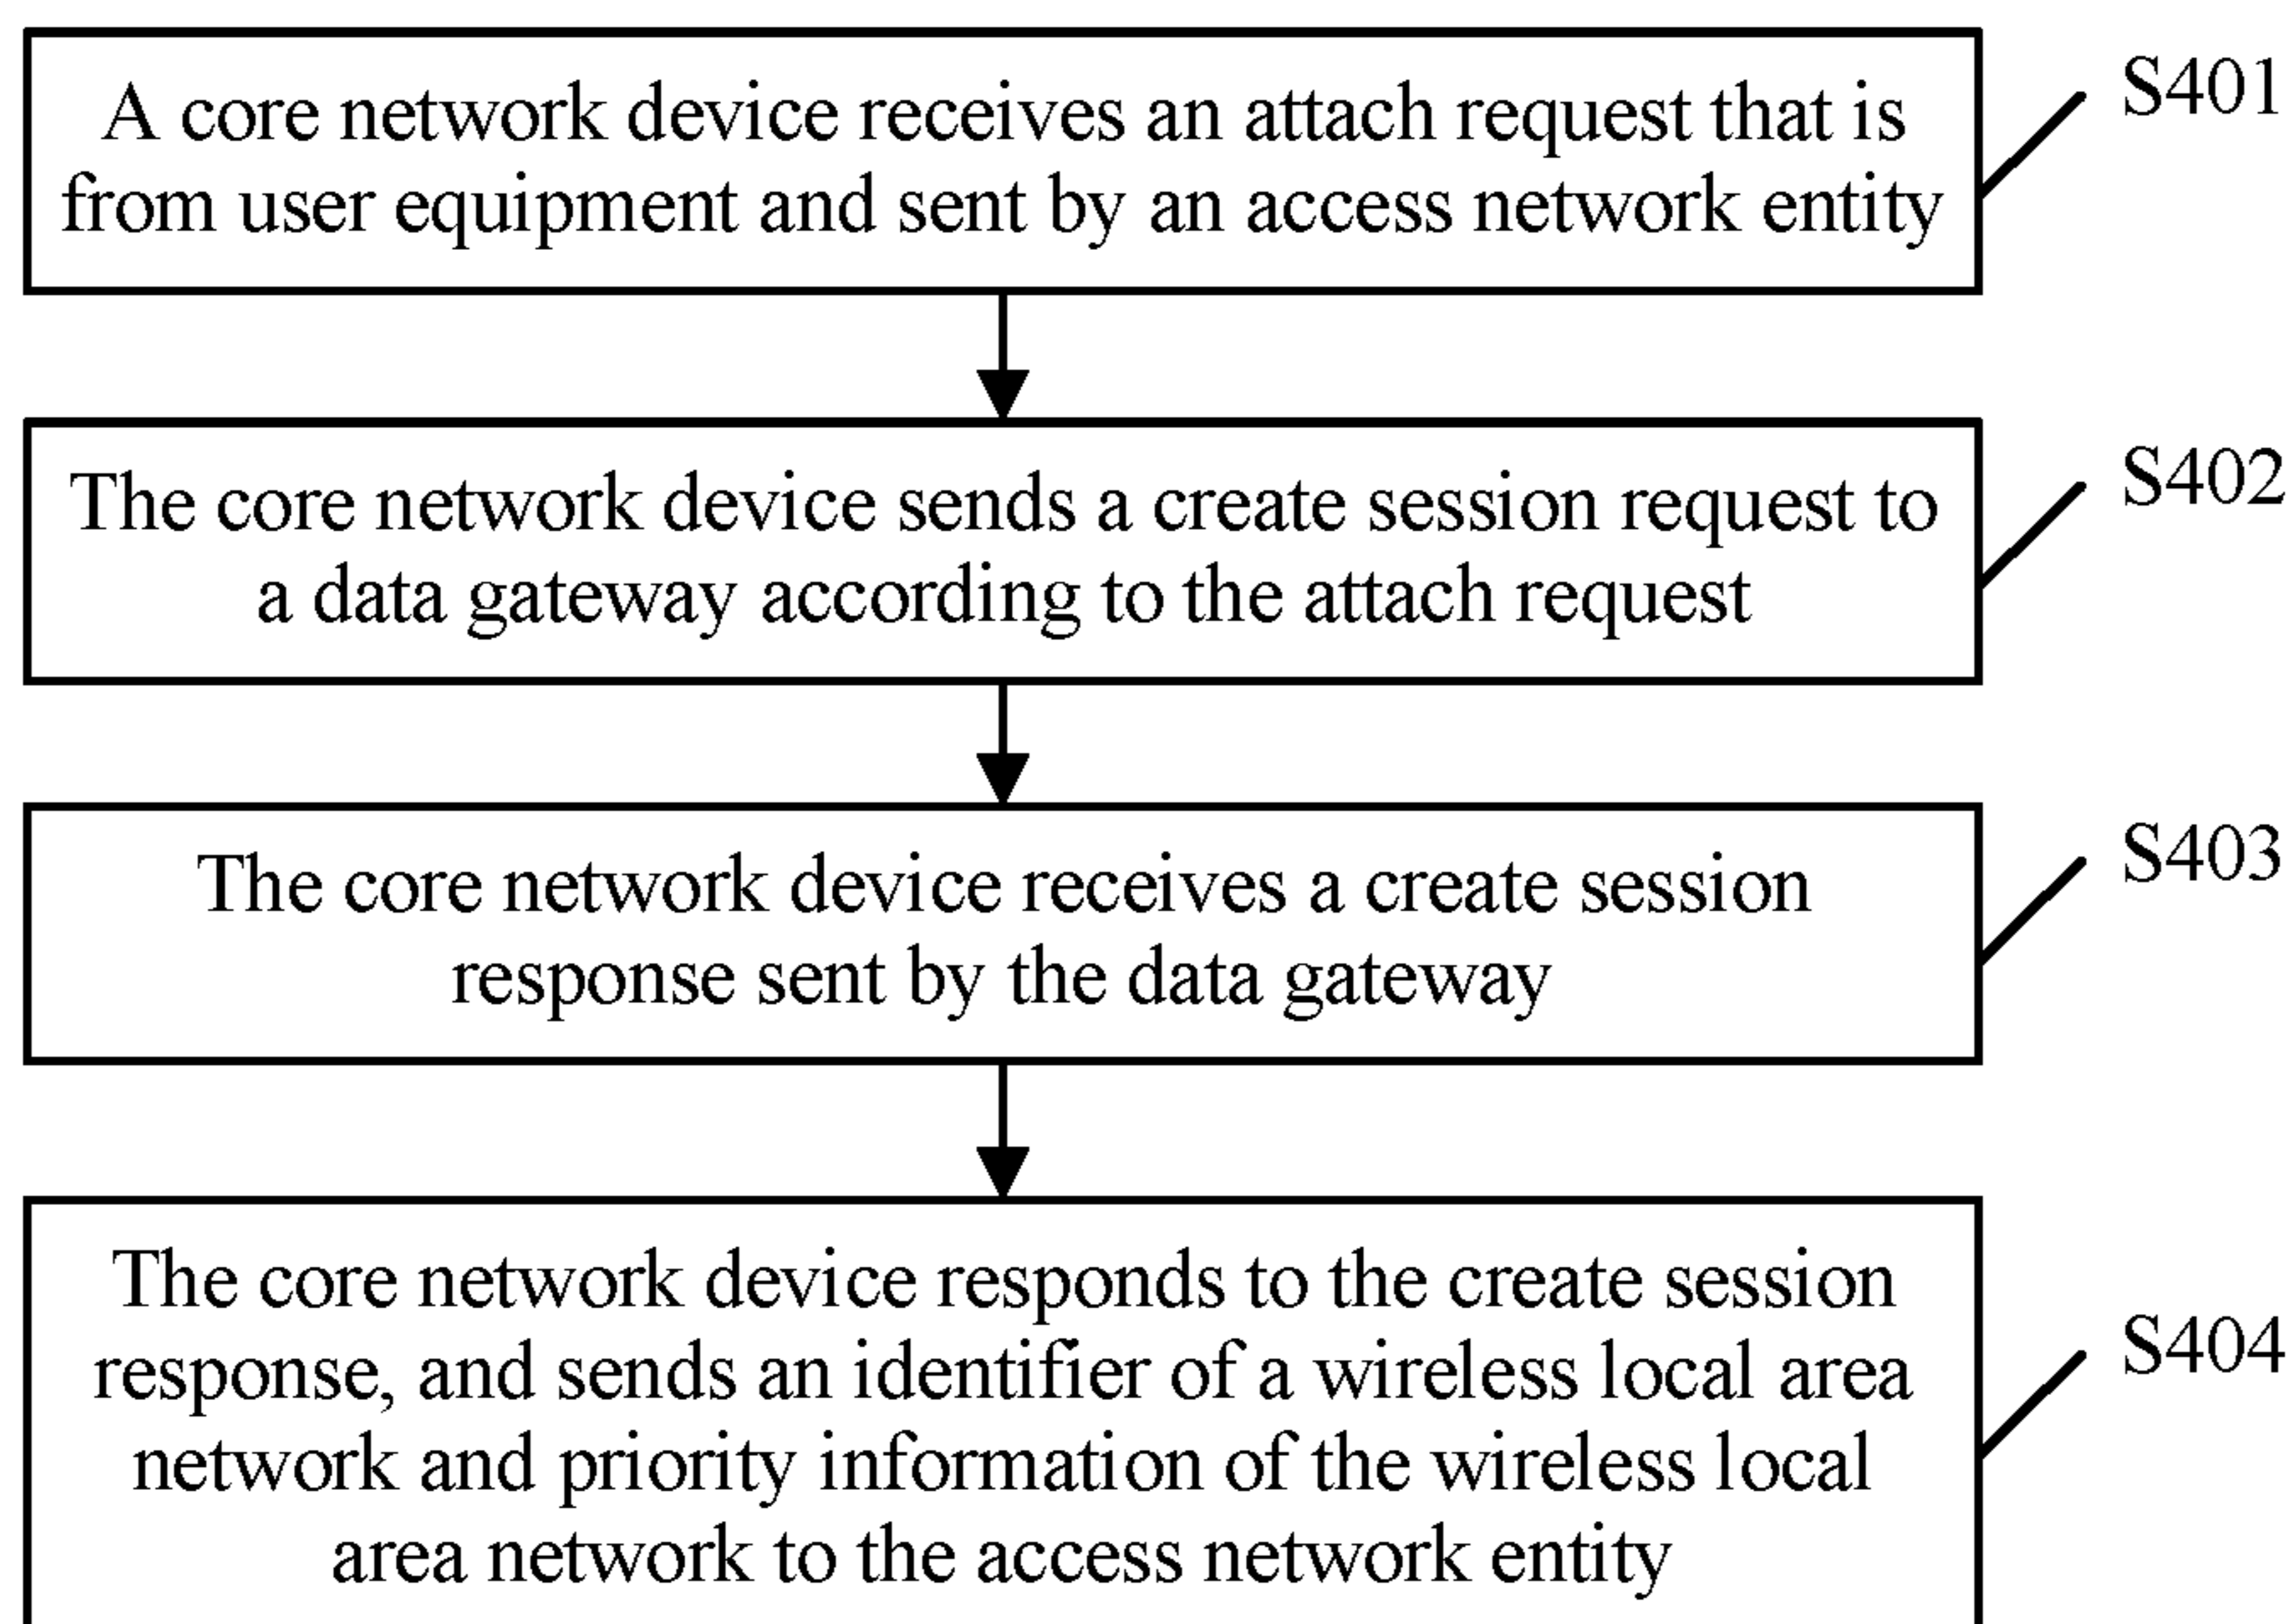 A core network device receives an attach request that is
from user equipment and sent by an access network entity
S401
The core network device sends a create session request to
a data gateway according to the attach request
S402
The core network device receives a create session
response sent by the data gateway
S403
The core network device responds to the create session
response, and sends an identifier of a wireless local area
network and priority information of the wireless local
area network to the access network entity
S404